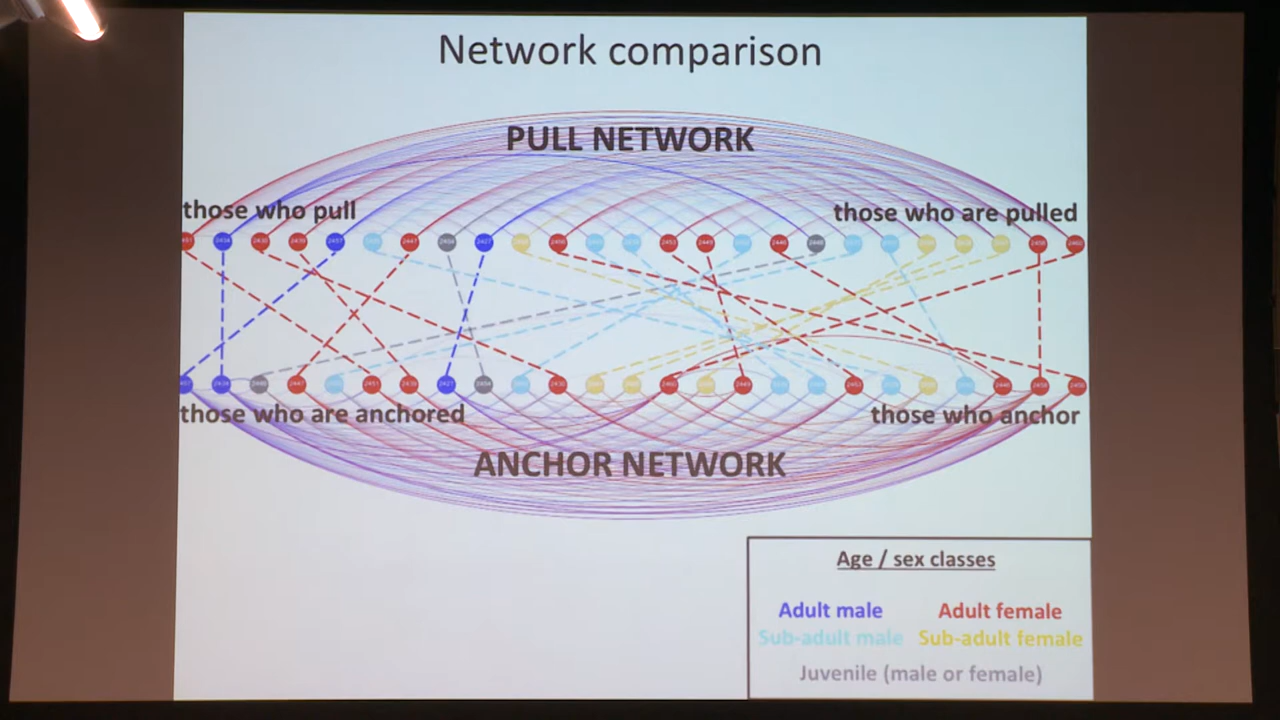 Network comparison
PULL NETWORK
those who pull
those who are pulled
those who are anchored
those who anchor
ANCHOR NETWORK
Age / sex classes
Adult male Adult female
Sub-adult male Sub-adult female
Juvenile (male or female)